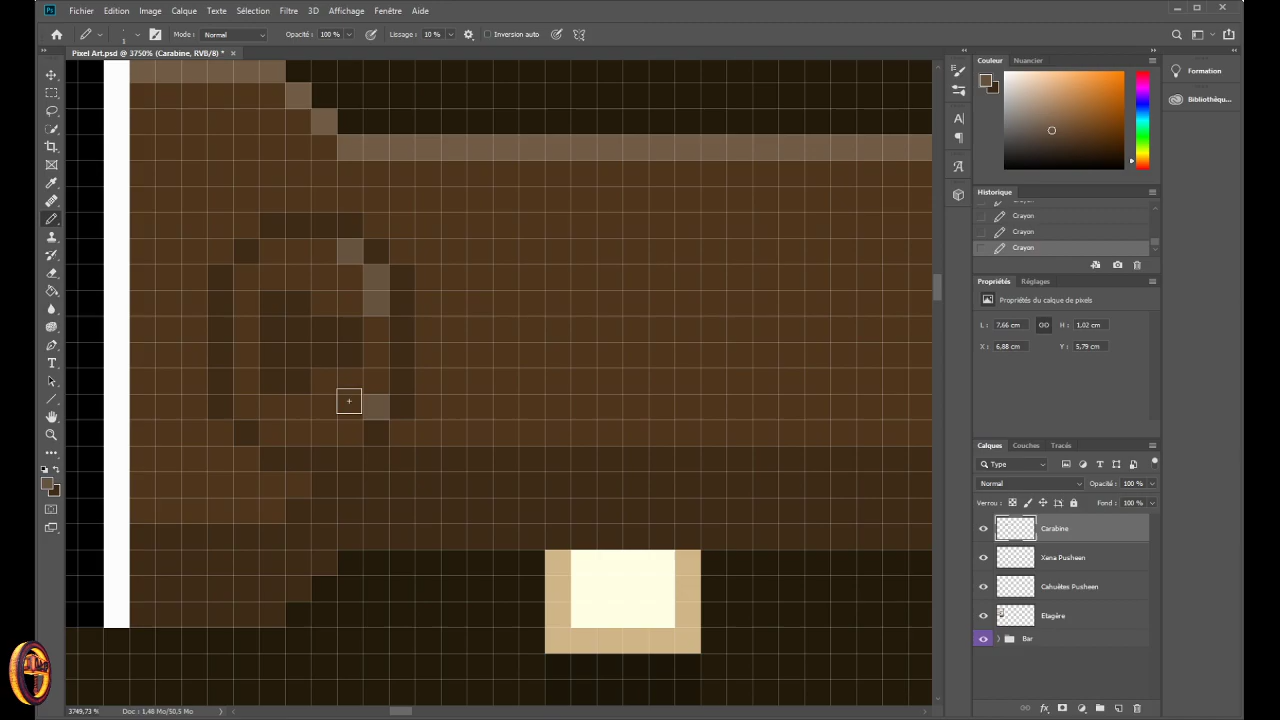 Fichier Edition Image Calque Texte Sélection Filtre 3D Affichage Fenêtre Aide
Mode : Normal Opacité : 100 % Lissage : 10 % Inversion auto
Pixel Art.psd @ 3750% (Carabine, RVB/8) *
Couleur Nuancier
Formation
Bibliothèqu...
Historique
Crayon
Crayon
Crayon
Propriétés Réglages
Propriétés du calque de pixels
L : 7,66 cm H : 1,02 cm
X : 6,88 cm Y : 5,79 cm
Calques Couches Tracés
Type
Normal Opacité : 100 %
Verrou : Fond : 100 %
Carabine
Xena Pusheen
Cahuètes Pusheen
Etagère
Bar
3749,73 % Doc : 1,48 Mo/50,5 Mo